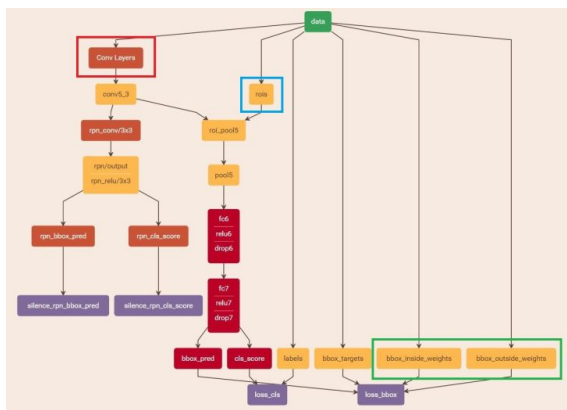 data
Conv Layers
conv5_3
rois
rpn_conv/3x3
roi_pool5
rpn/output
rpn_relu/3x3
pool5
fc6
relu6
drop6
rpn_bbox_pred
rpn_cls_score
fc7
relu7
drop7
silence_rpn_bbox_pred
silence_rpn_cls_score
bbox_pred
cls_score
labels
bbox_targets
bbox_inside_weights
bbox_outside_weights
loss_cls
loss_bbox